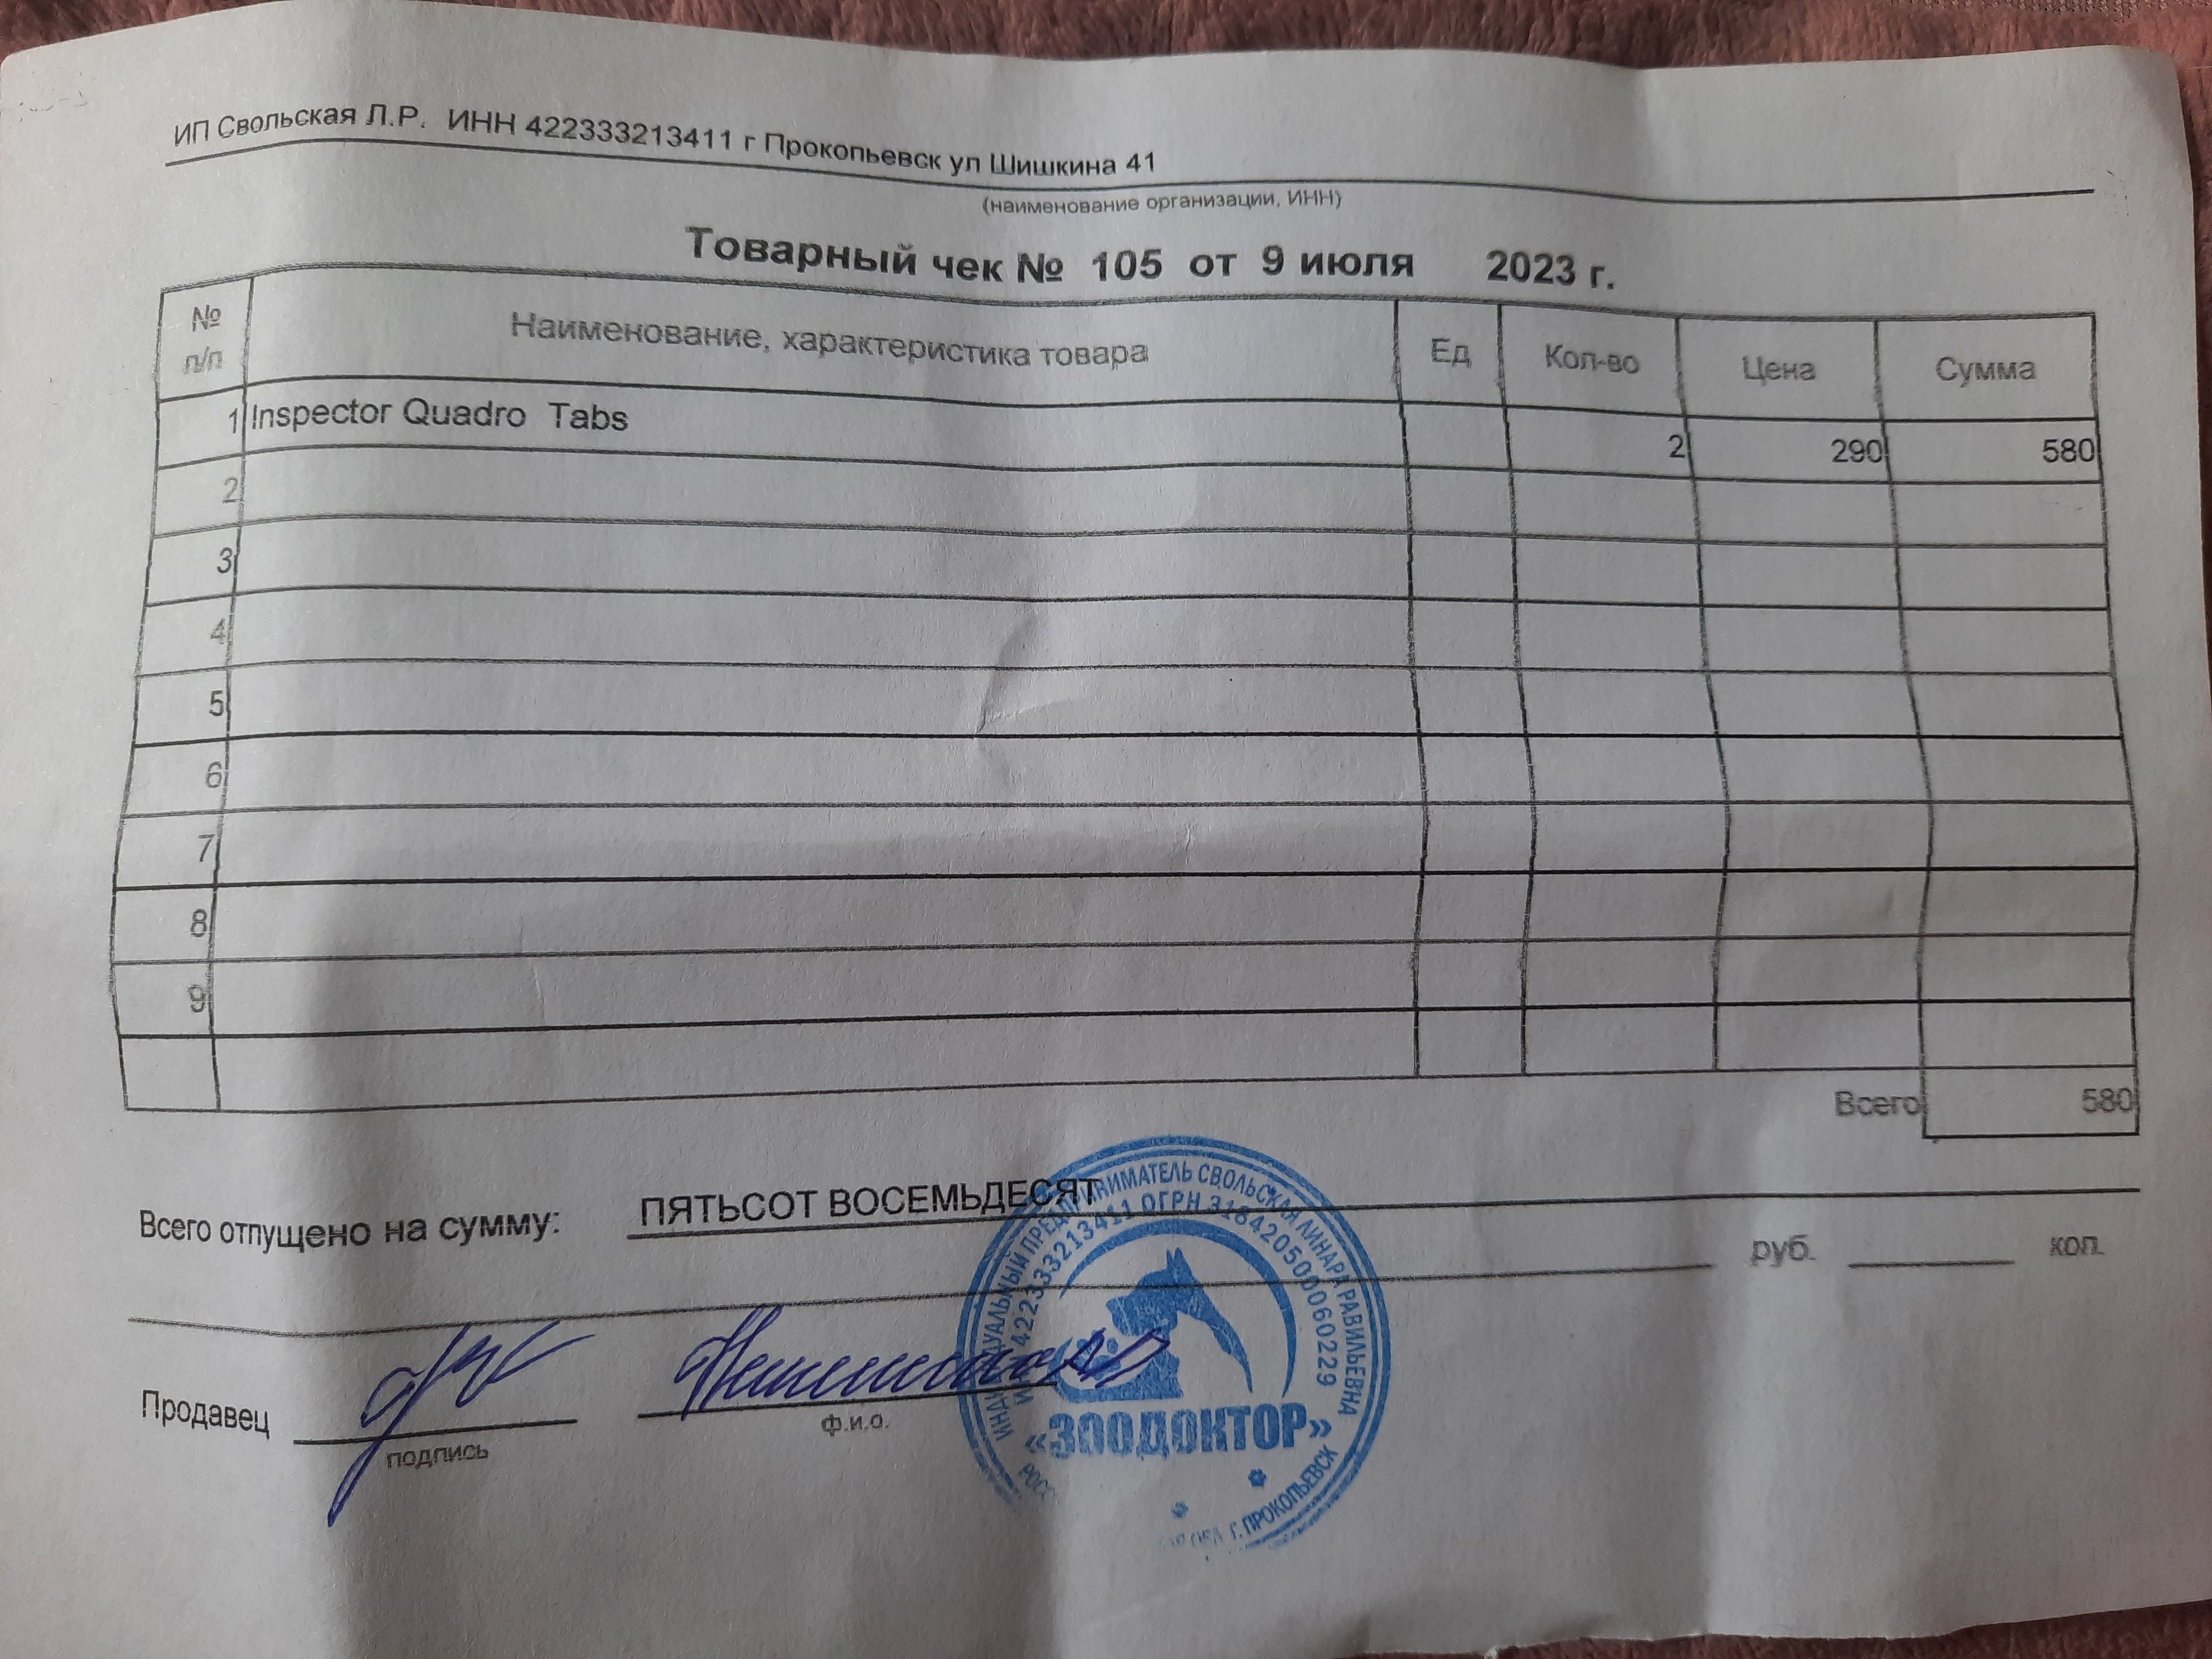 ИП Свольская Л.Р. ИНН 422333213411 г Прокопьевск ул Шишкина 41
(наименование организации, ИНН)
Товарный чек № 105 от 9 июля 2023 г.
№ п/п Наименование, характеристика товара Ед Кол-во Цена Сумма
1 Inspector Quadro Tabs 2 290 580
2
3
4
5
6
7
8
9
Всего 580
Всего отпущено на сумму: ПЯТЬСОТ ВОСЕМЬДЕСЯТ
руб. коп.
Продавец
подпись ф.и.о.
ИНДИВИДУАЛЬНЫЙ ПРЕДПРИНИМАТЕЛЬ СВОЛЬСКАЯ ЛИНАРА РАВИЛЬЕВНА
422333213411 ОГРН 318420500060229
«ЗООДОКТОР»
Г. ПРОКОПЬЕВСК